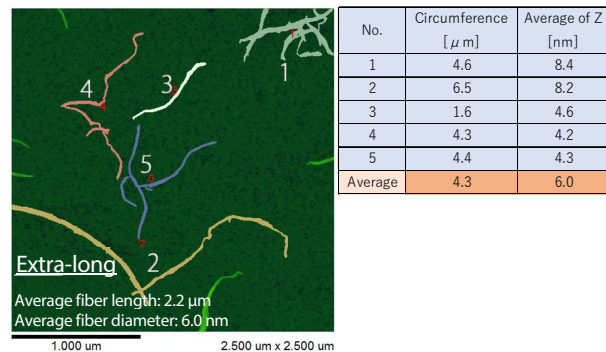 1
3
4
5
2
Extra-long
Average fiber length: 2.2 μm
Average fiber diameter: 6.0 nm
1.000 um 2.500 um x 2.500 um
No. Circumference [μm] Average of Z [nm]
1 4.6 8.4
2 6.5 8.2
3 1.6 4.6
4 4.3 4.2
5 4.4 4.3
Average 4.3 6.0